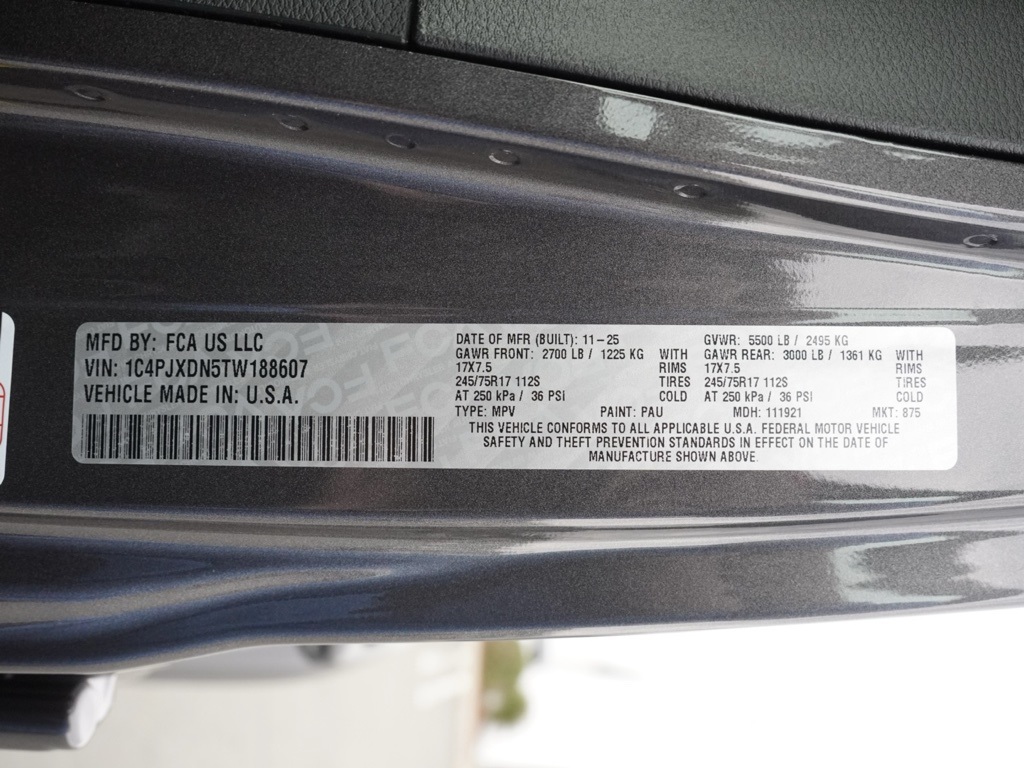 MFD BY: FCA US LLC
VIN: 1C4PJXDN5TW188607
VEHICLE MADE IN: U.S.A.
DATE OF MFR (BUILT): 11-25
GVWR: 5500 LB / 2495 KG
GAWR FRONT: 2700 LB / 1225 KG WITH
17X7.5 RIMS
245/75R17 112S TIRES
AT 250 kPa / 36 PSI COLD
GAWR REAR: 3000 LB / 1361 KG WITH
17X7.5 RIMS
245/75R17 112S TIRES
AT 250 kPa / 36 PSI COLD
TYPE: MPV PAINT: PAU MDH: 111921 MKT: 875
THIS VEHICLE CONFORMS TO ALL APPLICABLE U.S.A. FEDERAL MOTOR VEHICLE
SAFETY AND THEFT PREVENTION STANDARDS IN EFFECT ON THE DATE OF
MANUFACTURE SHOWN ABOVE.